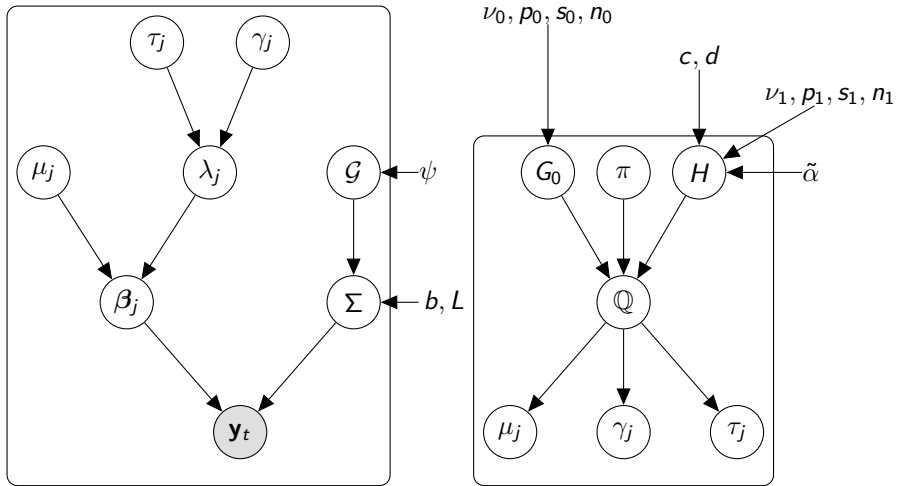 τj γj
μj λj 𝒢 ψ
βj Σ b, L
yt
ν0, p0, s0, n0
c, d
ν1, p1, s1, n1
G0 π H α̃
ℚ
μj γj τj